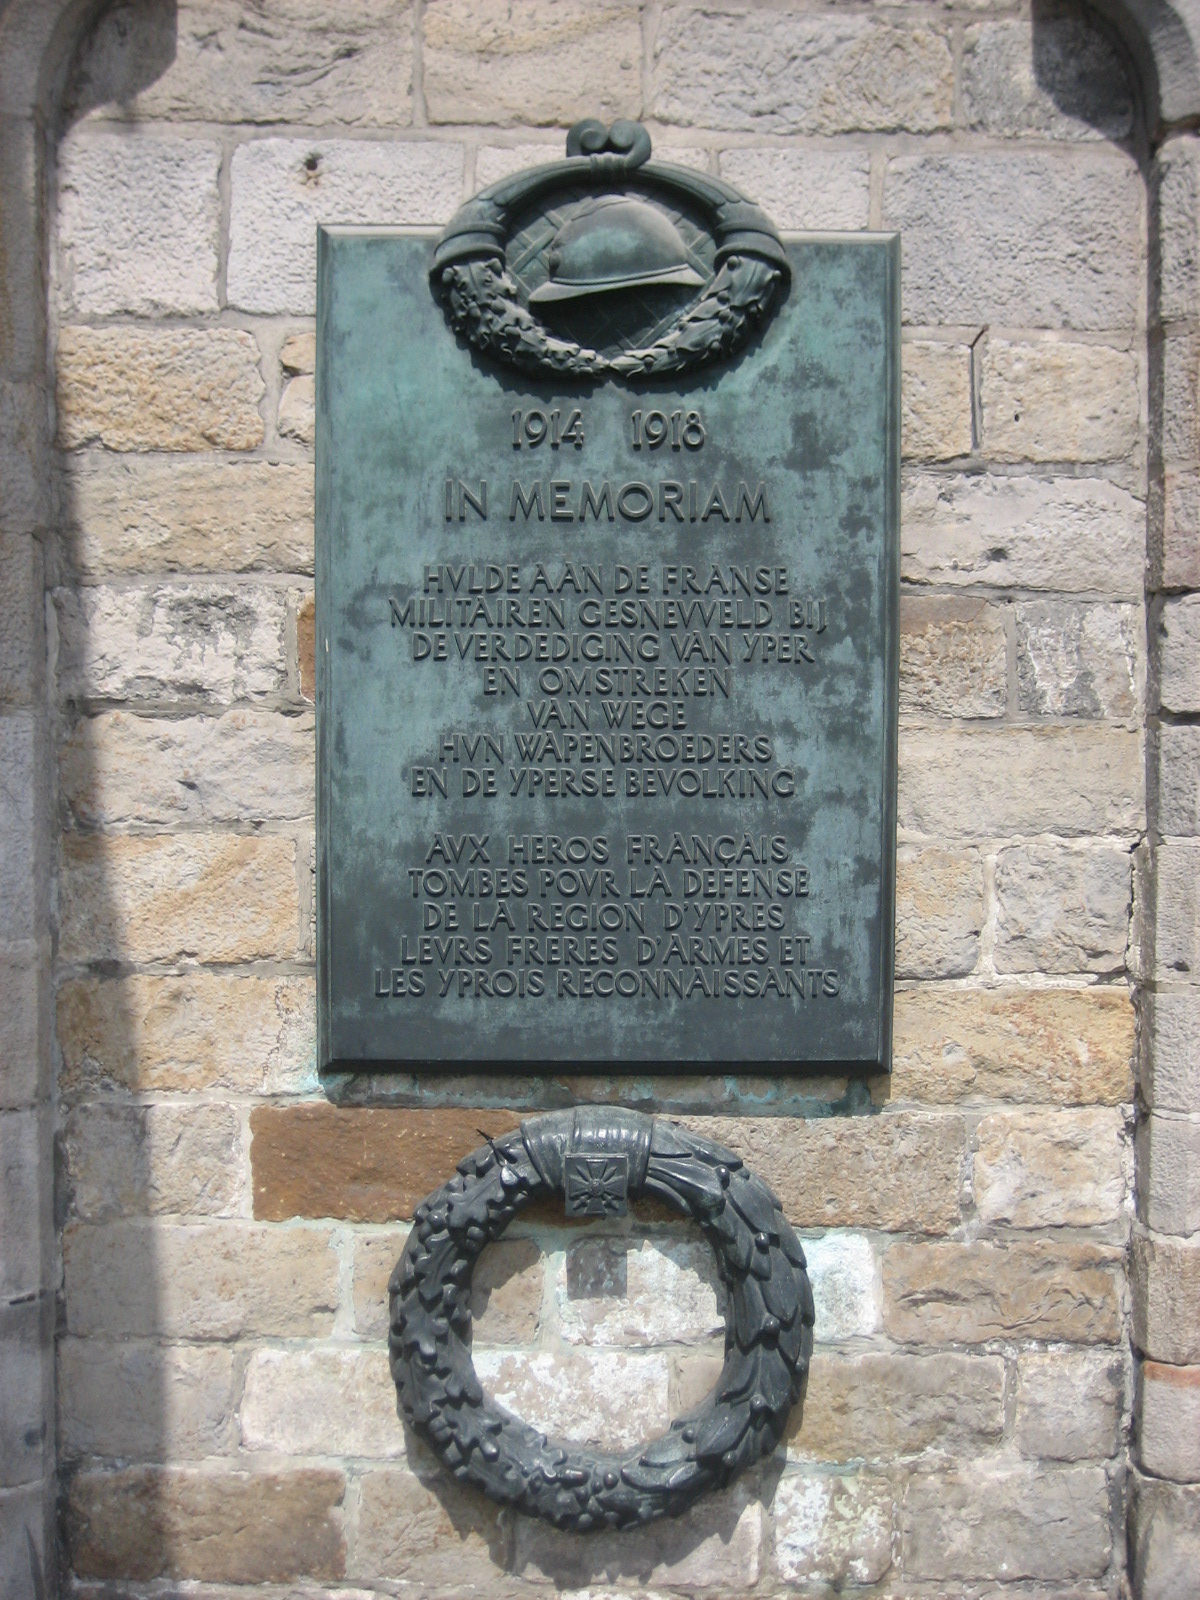 1914 1918
IN MEMORIAM
HVLDE AAN DE FRANSE
MILITAIREN GESNEVVELD BIJ
DE VERDEDIGING VAN YPER
EN OMSTREKEN
VAN WEGE
HVN WAPENBROEDERS
EN DE YPERSE BEVOLKING
AVX HEROS FRANÇAIS
TOMBES POVR LA DEFENSE
DE LA REGION D'YPRES
LEVRS FRERES D'ARMES ET
LES YPROIS RECONNAISSANTS